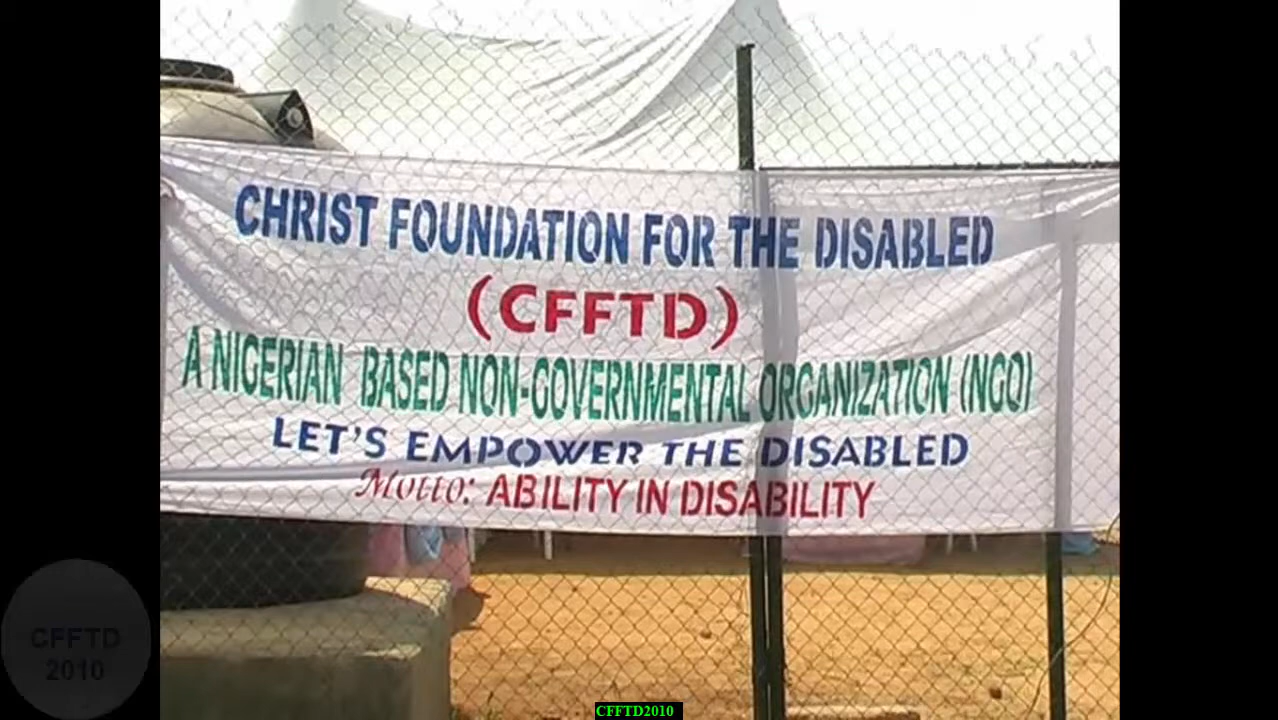 CHRIST FOUNDATION FOR THE DISABLED
(CFFTD)
A NIGERIAN BASED NON-GOVERNMENTAL ORGANIZATION (NGO)
LET'S EMPOWER THE DISABLED
Motto: ABILITY IN DISABILITY
CFFTD
2010
CFFTD2010